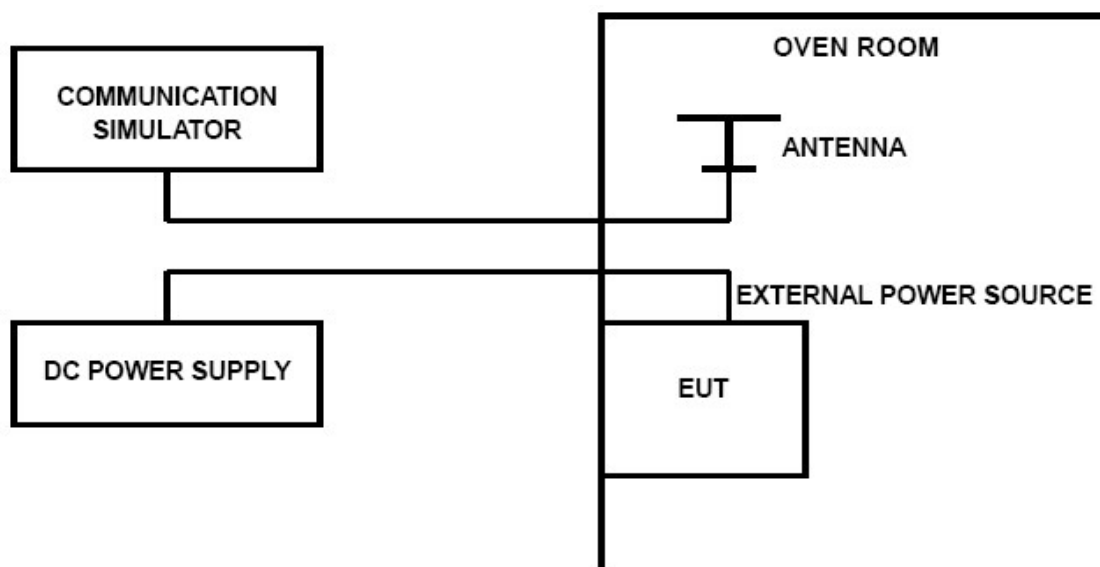 OVEN ROOM
COMMUNICATION
SIMULATOR
ANTENNA
EXTERNAL POWER SOURCE
DC POWER SUPPLY
EUT